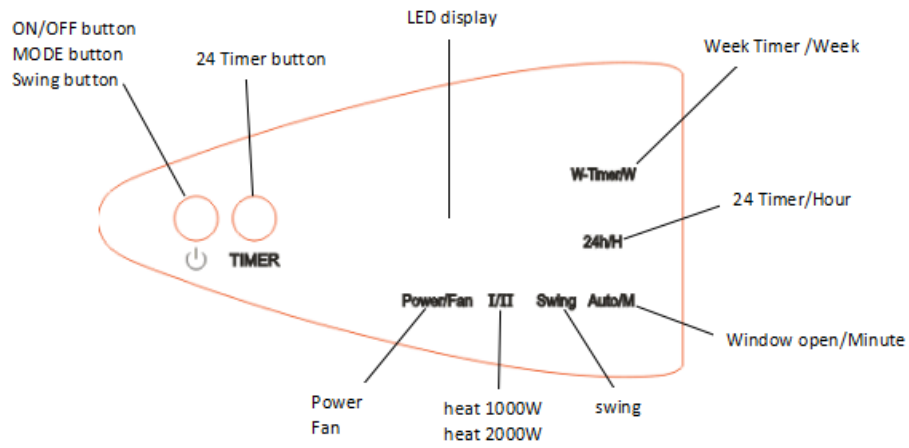 LED display
ON/OFF button
MODE button
Swing button
24 Timer button
Week Timer /Week
W-Timer/W
24 Timer/Hour
24h/H
TIMER
Power/Fan I/II Swing Auto/M
Window open/Minute
Power
Fan
heat 1000W
heat 2000W
swing